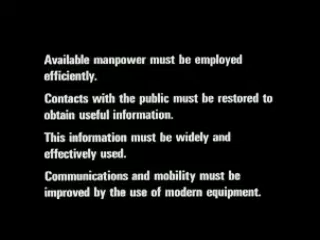 Available manpower must be employed
efficiently.
Contacts with the public must be restored to
obtain useful information.
This information must be widely and
effectively used.
Communications and mobility must be
improved by the use of modern equipment.